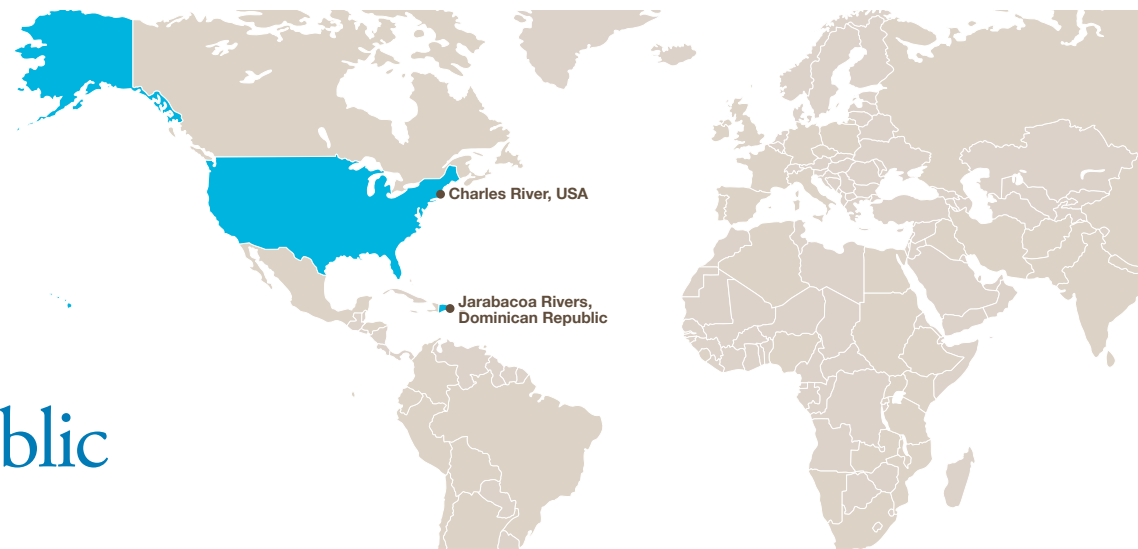 Charles River, USA
Jarabacoa Rivers,
Dominican Republic
blic